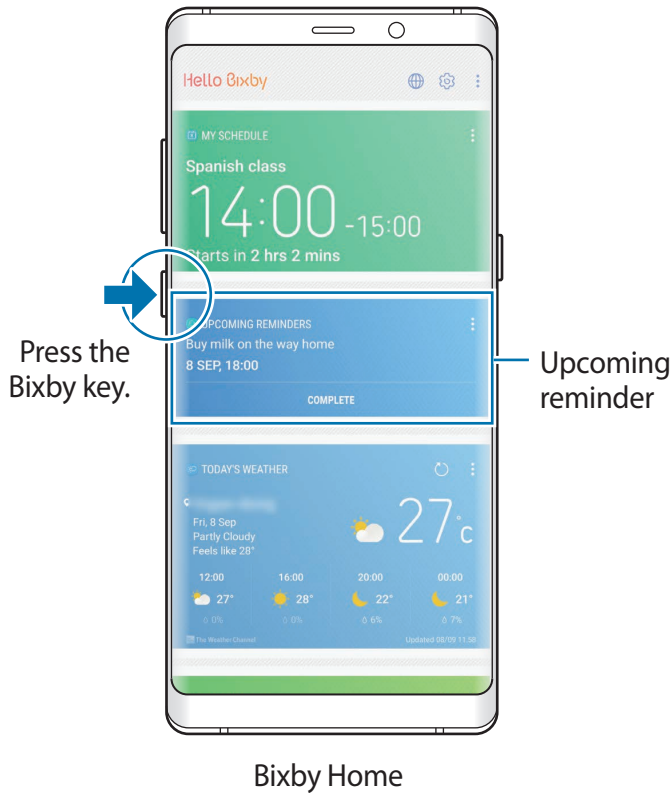 Hello Bixby
MY SCHEDULE
Spanish class
14:00 -15:00
Starts in 2 hrs 2 mins
UPCOMING REMINDERS
Buy milk on the way home
8 SEP, 18:00
COMPLETE
Press the
Bixby key.
Upcoming
reminder
TODAY'S WEATHER
Fri, 8 Sep
Partly Cloudy
Feels like 28°
27°c
12:00 16:00 20:00 00:00
27° 28° 22° 21°
0% 0% 6% 7%
The Weather Channel Updated 08/09 11:58
Bixby Home